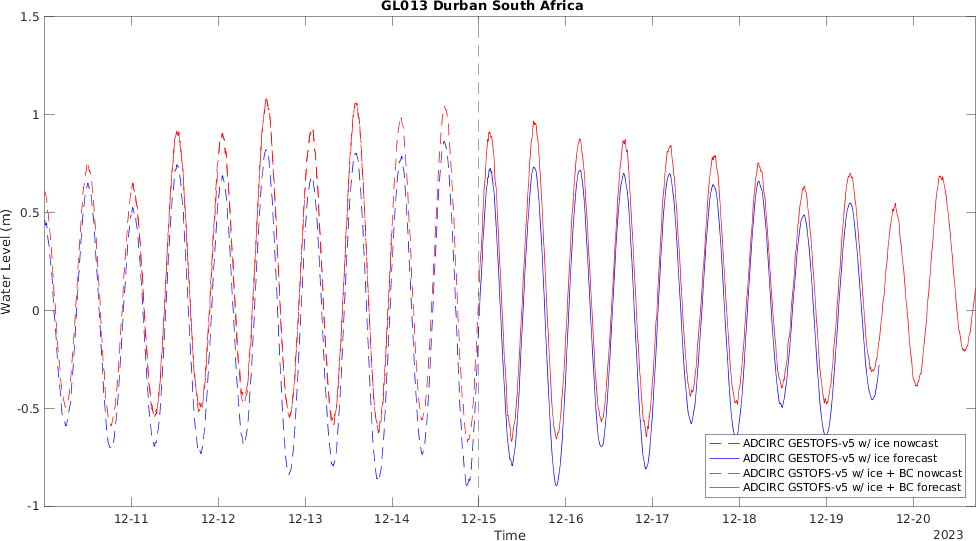 GL013 Durban South Africa
1.5
1
0.5
0
-0.5
-1
Water Level (m)
12-11 12-12 12-13 12-14 12-15 12-16 12-17 12-18 12-19 12-20
Time
2023
ADCIRC GESTOFS-v5 w/ ice nowcast
ADCIRC GESTOFS-v5 w/ ice forecast
ADCIRC GSTOFS-v5 w/ ice + BC nowcast
ADCIRC GSTOFS-v5 w/ ice + BC forecast